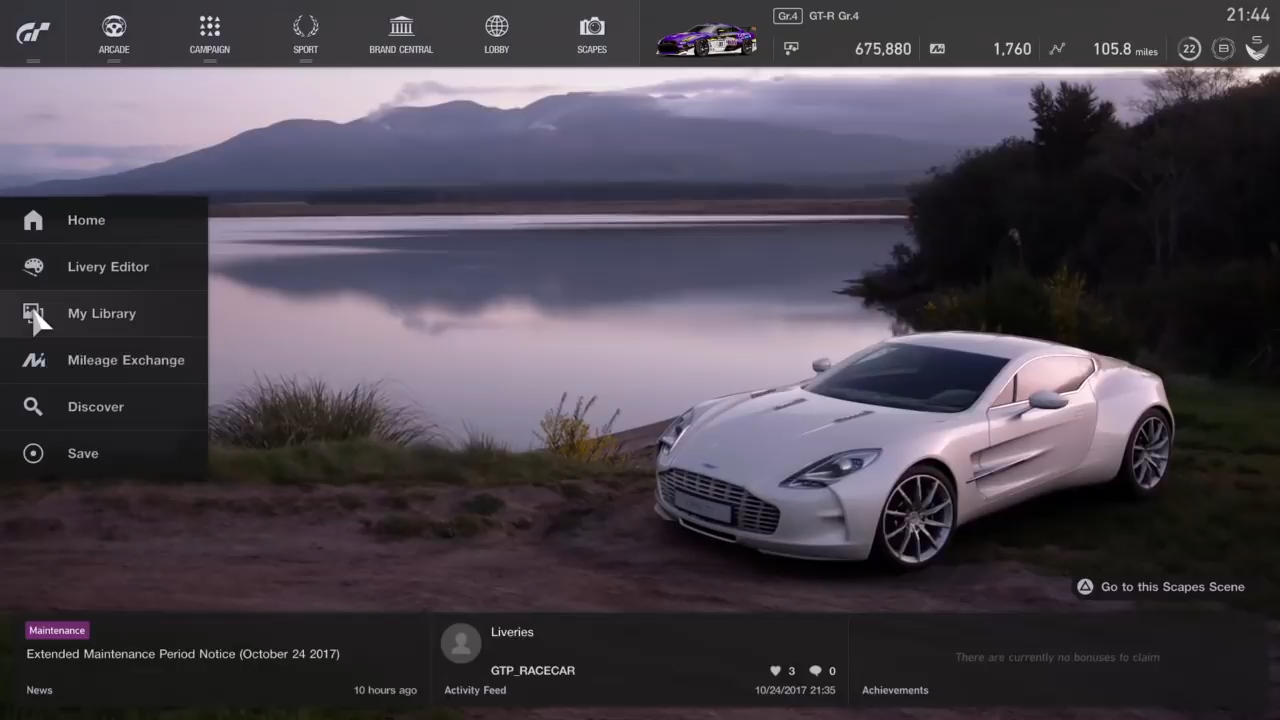 ARCADE
CAMPAIGN
SPORT
BRAND CENTRAL
LOBBY
SCAPES
Gr.4 GT-R Gr.4
21:44
675,880
1,760
105.8 miles
22
B
S
Home
Livery Editor
My Library
Mileage Exchange
Discover
Save
Go to this Scapes Scene
Maintenance
Extended Maintenance Period Notice (October 24 2017)
News 10 hours ago
Liveries
GTP_RACECAR 3 0
Activity Feed 10/24/2017 21:35
There are currently no bonuses to claim
Achievements